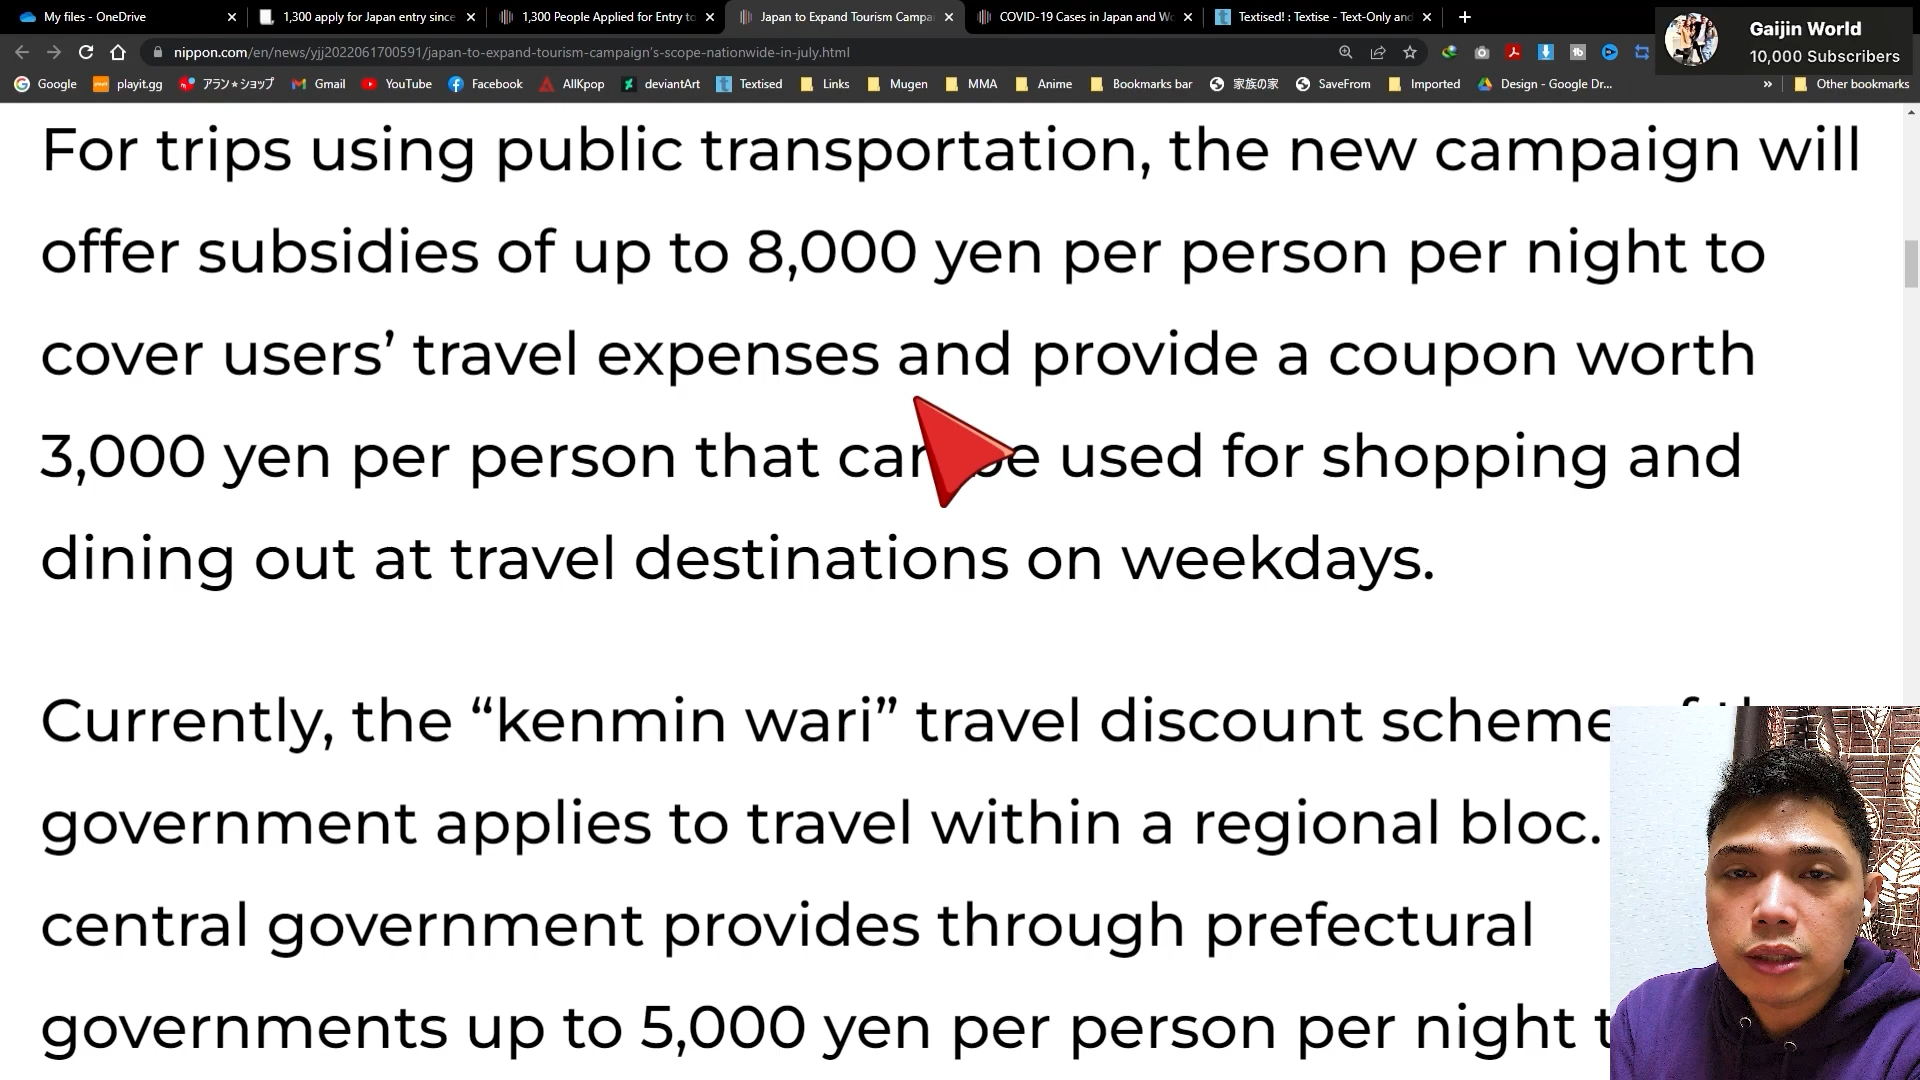 My files - OneDrive
1,300 apply for Japan entry since
1,300 People Applied for Entry to
Japan to Expand Tourism Campai
COVID-19 Cases in Japan and Wo
Textised! : Textise - Text-Only and
Gaijin World
10,000 Subscribers
nippon.com/en/news/yjj2022061700591/japan-to-expand-tourism-campaign's-scope-nationwide-in-july.html
Google
playit.gg
アラン★ショップ
Gmail
YouTube
Facebook
AllKpop
deviantArt
Textised
Links
Mugen
MMA
Anime
Bookmarks bar
家族の家
SaveFrom
Imported
Design - Google Dr...
Other bookmarks
For trips using public transportation, the new campaign will
offer subsidies of up to 8,000 yen per person per night to
cover users’ travel expenses and provide a coupon worth
3,000 yen per person that can be used for shopping and
dining out at travel destinations on weekdays.
Currently, the “kenmin wari” travel discount scheme
government applies to travel within a regional bloc.
central government provides through prefectural
governments up to 5,000 yen per person per night